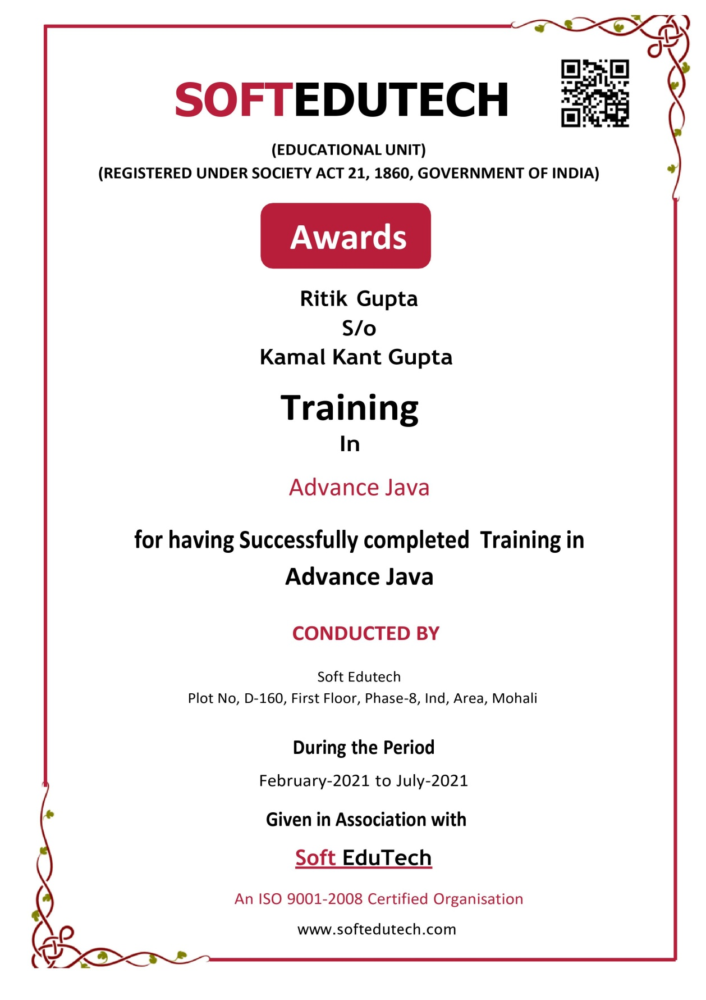 SOFTEDUTECH
(EDUCATIONAL UNIT)
(REGISTERED UNDER SOCIETY ACT 21, 1860, GOVERNMENT OF INDIA)
Awards
Ritik Gupta
S/o
Kamal Kant Gupta
Training
In
Advance Java
for having Successfully completed Training in
Advance Java
CONDUCTED BY
Soft Edutech
Plot No, D-160, First Floor, Phase-8, Ind, Area, Mohali
During the Period
February-2021 to July-2021
Given in Association with
Soft EduTech
An ISO 9001-2008 Certified Organisation
www.softedutech.com